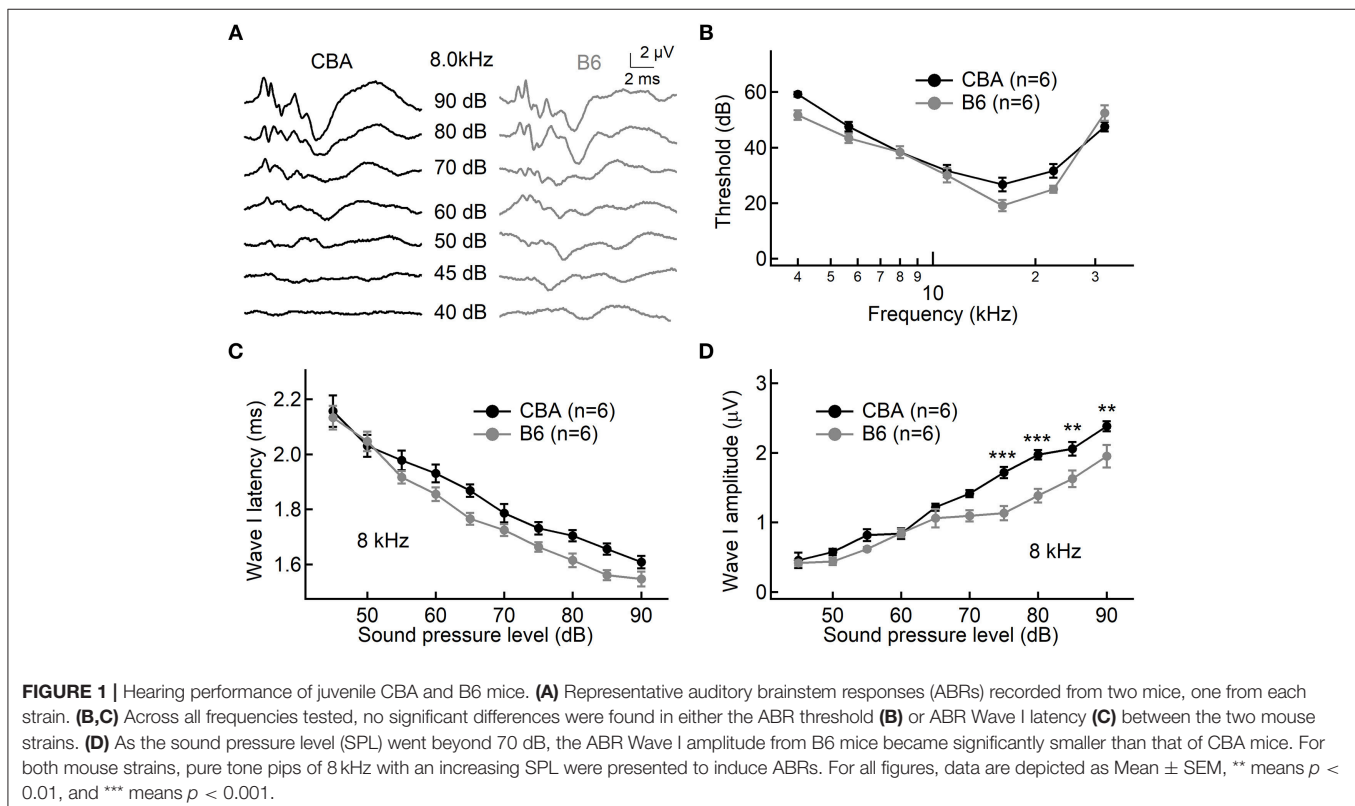 A
CBA
8.0kHz
B6
2 µV
2 ms
90 dB
80 dB
70 dB
60 dB
50 dB
45 dB
40 dB
B
CBA (n=6)
B6 (n=6)
Threshold (dB)
60
40
20
0
4 5 6 7 8 9 10 2 3
Frequency (kHz)
C
CBA (n=6)
B6 (n=6)
Wave I latency (ms)
2.2
2.0
1.8
1.6
8 kHz
50 60 70 80 90
Sound pressure level (dB)
D
CBA (n=6)
B6 (n=6)
Wave I amplitude (µV)
3
2
1
0
*** *** ** **
8 kHz
50 60 70 80 90
Sound pressure level (dB)
FIGURE 1 | Hearing performance of juvenile CBA and B6 mice. (A) Representative auditory brainstem responses (ABRs) recorded from two mice, one from each
strain. (B,C) Across all frequencies tested, no significant differences were found in either the ABR threshold (B) or ABR Wave I latency (C) between the two mouse
strains. (D) As the sound pressure level (SPL) went beyond 70 dB, the ABR Wave I amplitude from B6 mice became significantly smaller than that of CBA mice. For
both mouse strains, pure tone pips of 8 kHz with an increasing SPL were presented to induce ABRs. For all figures, data are depicted as Mean ± SEM, ** means p <
0.01, and *** means p < 0.001.